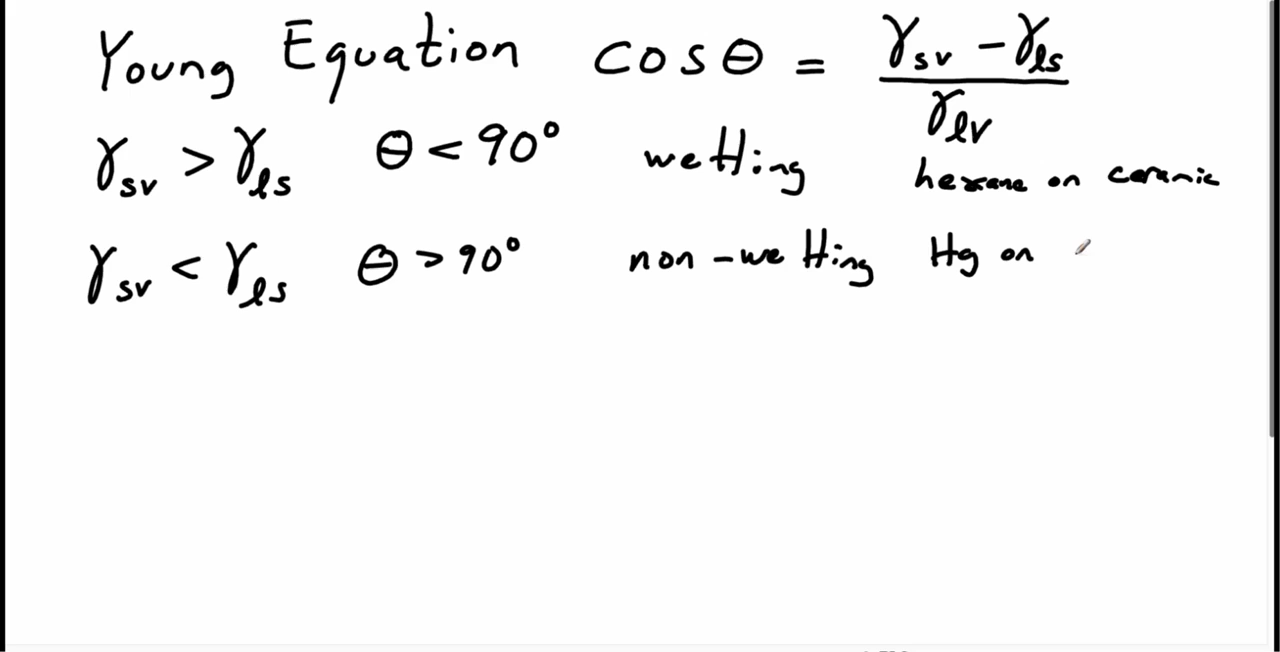 Young Equation cos θ = (γsv - γls) / γlv
γsv > γls θ < 90° wetting hexane on ceramic
γsv < γls θ > 90° non-wetting Hg on